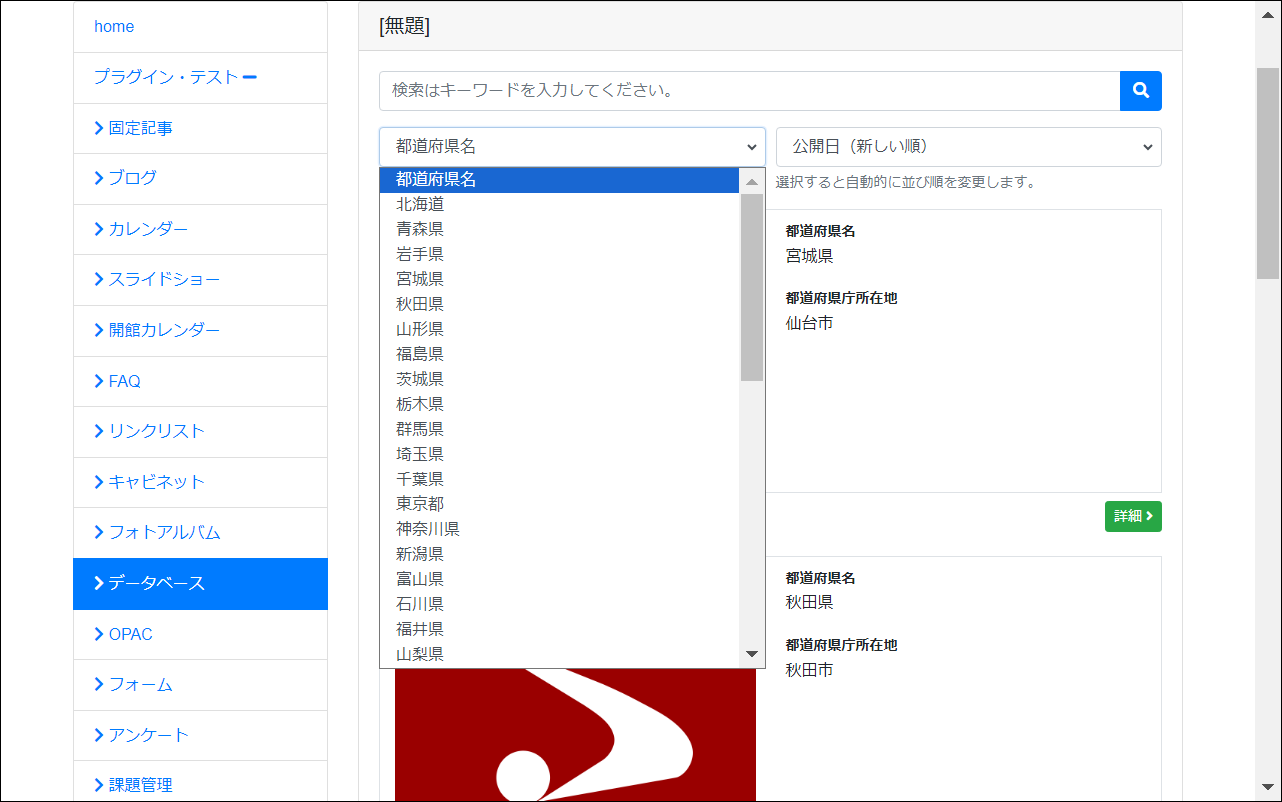 home
プラグイン・テスト
固定記事
ブログ
カレンダー
スライドショー
開館カレンダー
FAQ
リンクリスト
キャビネット
フォトアルバム
データベース
OPAC
フォーム
アンケート
課題管理
[無題]
検索はキーワードを入力してください。
都道府県名
公開日（新しい順）
選択すると自動的に並び順を変更します。
都道府県名
北海道
青森県
岩手県
宮城県
秋田県
山形県
福島県
茨城県
栃木県
群馬県
埼玉県
千葉県
東京都
神奈川県
新潟県
富山県
石川県
福井県
山梨県
都道府県名
宮城県
都道府県庁所在地
仙台市
詳細
都道府県名
秋田県
都道府県庁所在地
秋田市